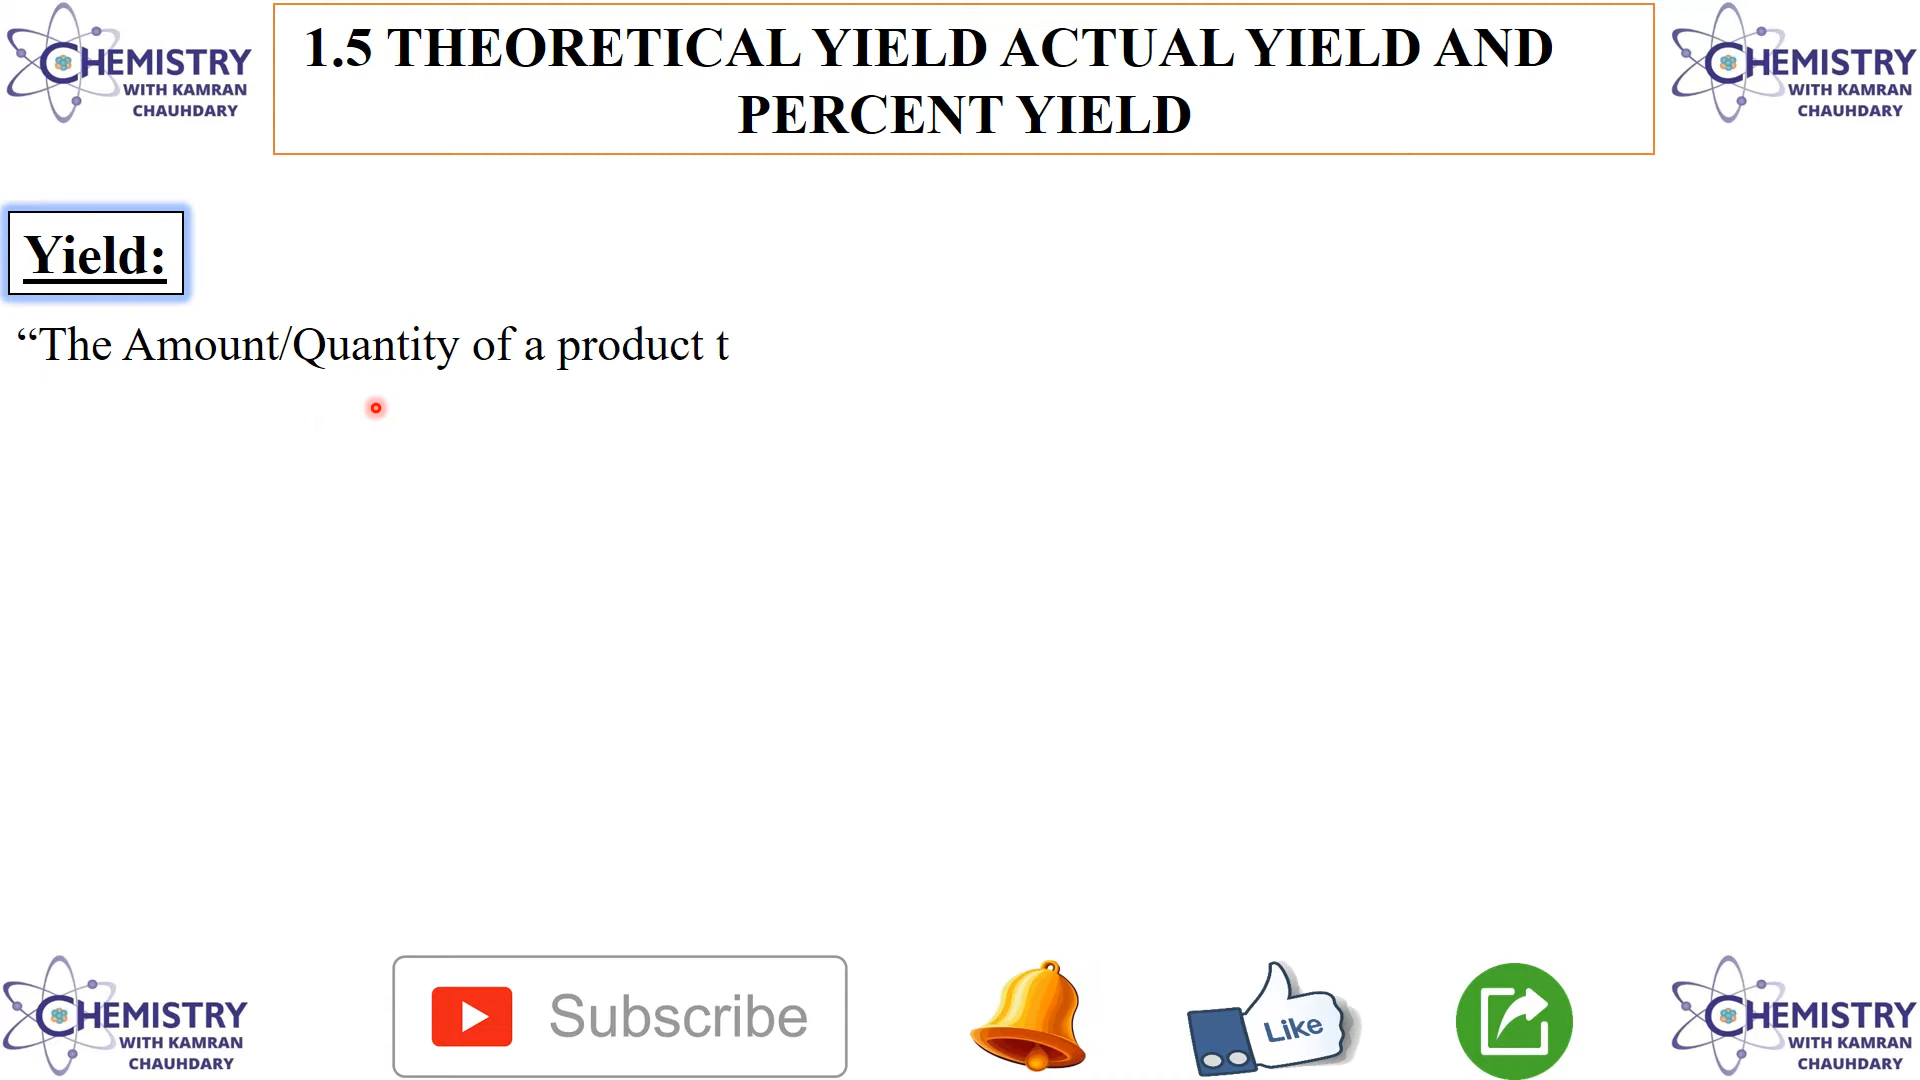 CHEMISTRY
WITH KAMRAN
CHAUHDARY
1.5 THEORETICAL YIELD ACTUAL YIELD AND
PERCENT YIELD
CHEMISTRY
WITH KAMRAN
CHAUHDARY
Yield:
“The Amount/Quantity of a product t
CHEMISTRY
WITH KAMRAN
CHAUHDARY
Subscribe
Like
CHEMISTRY
WITH KAMRAN
CHAUHDARY